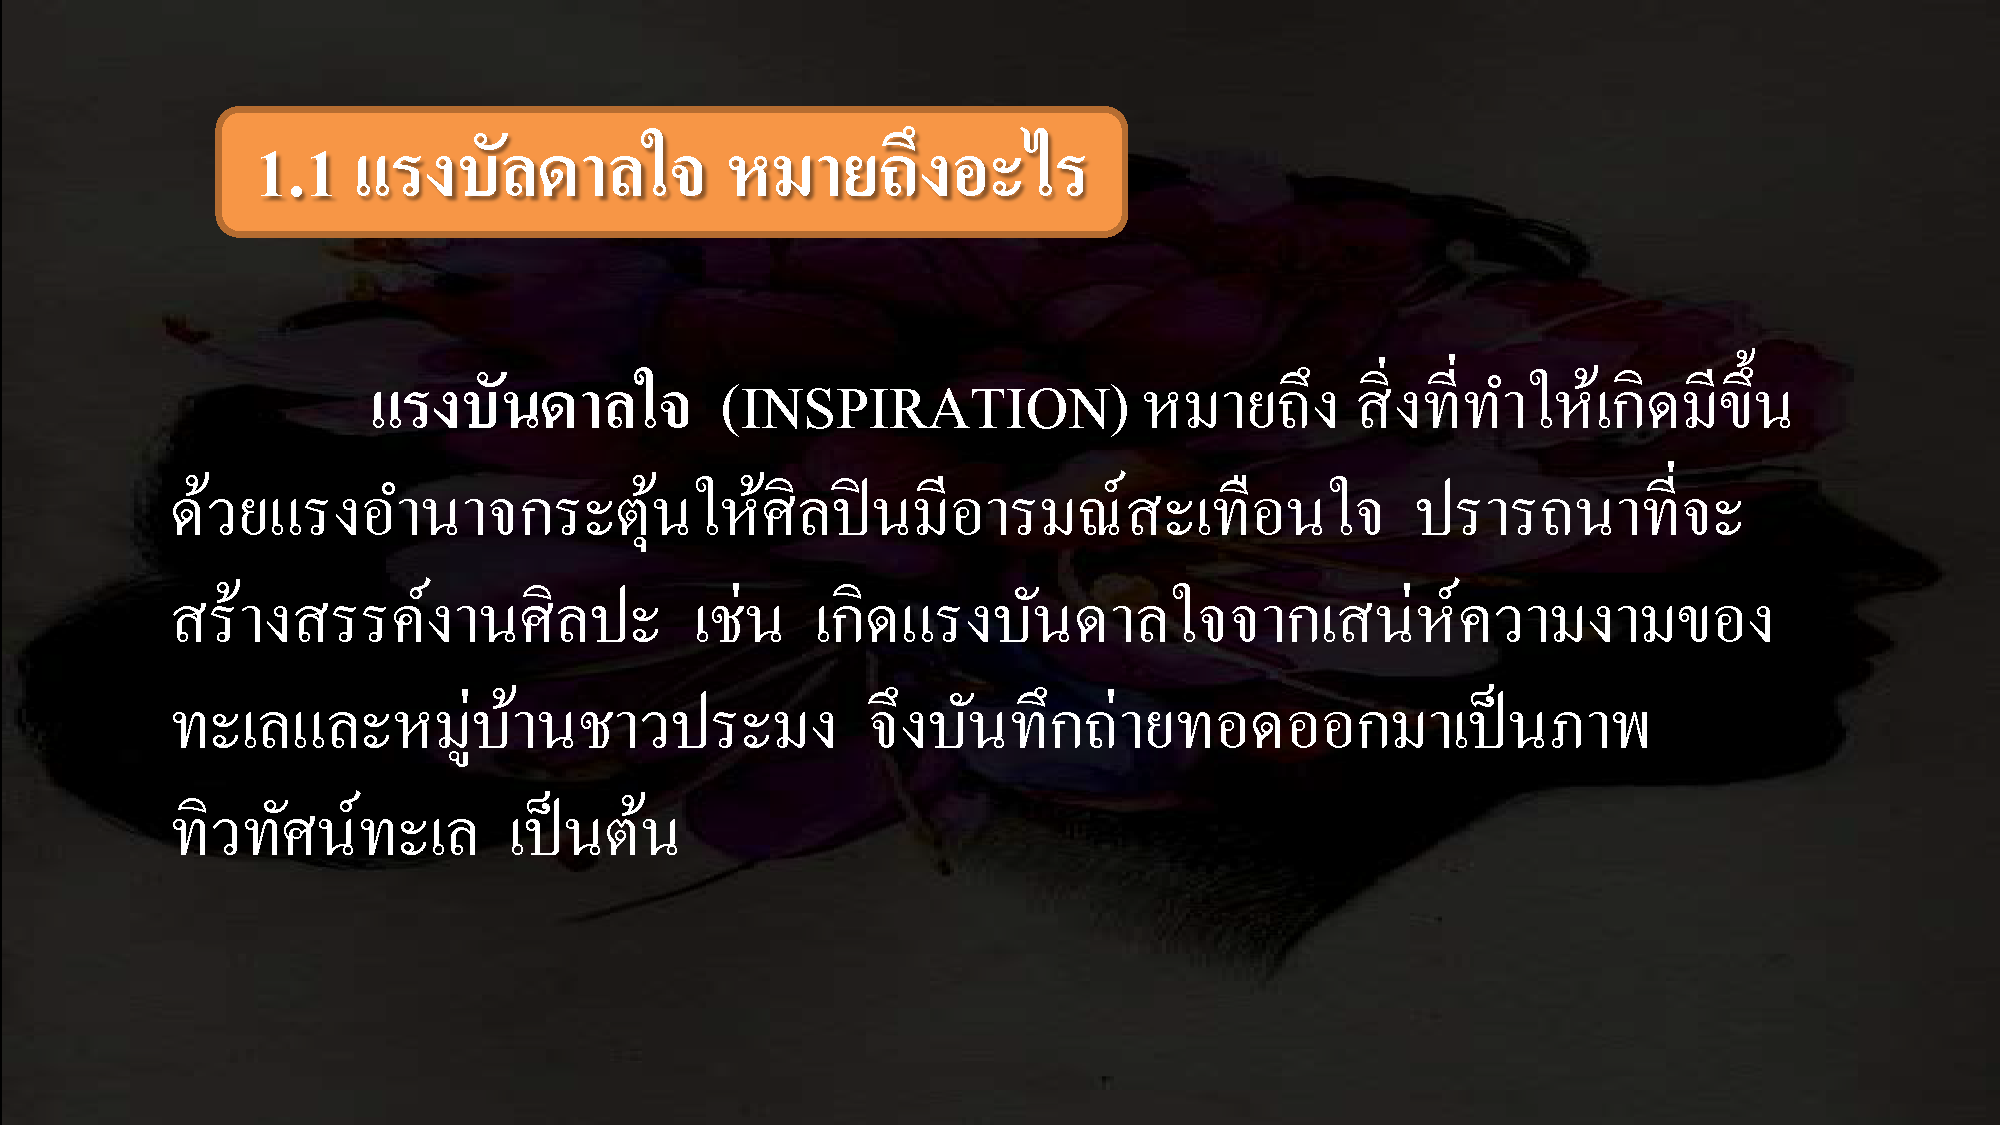 1.1 แรงบัลดาลใจ หมายถึงอะไร
แรงบันดาลใจ (INSPIRATION) หมายถึง สิ่งที่ทำให้เกิดมีขึ้น
ด้วยแรงอำนาจกระตุ้นให้ศิลปินมีอารมณ์สะเทือนใจ ปรารถนาที่จะ
สร้างสรรค์งานศิลปะ เช่น เกิดแรงบันดาลใจจากเสน่ห์ความงามของ
ทะเลและหมู่บ้านชาวประมง จึงบันทึกถ่ายทอดออกมาเป็นภาพ
ทิวทัศน์ทะเล เป็นต้น